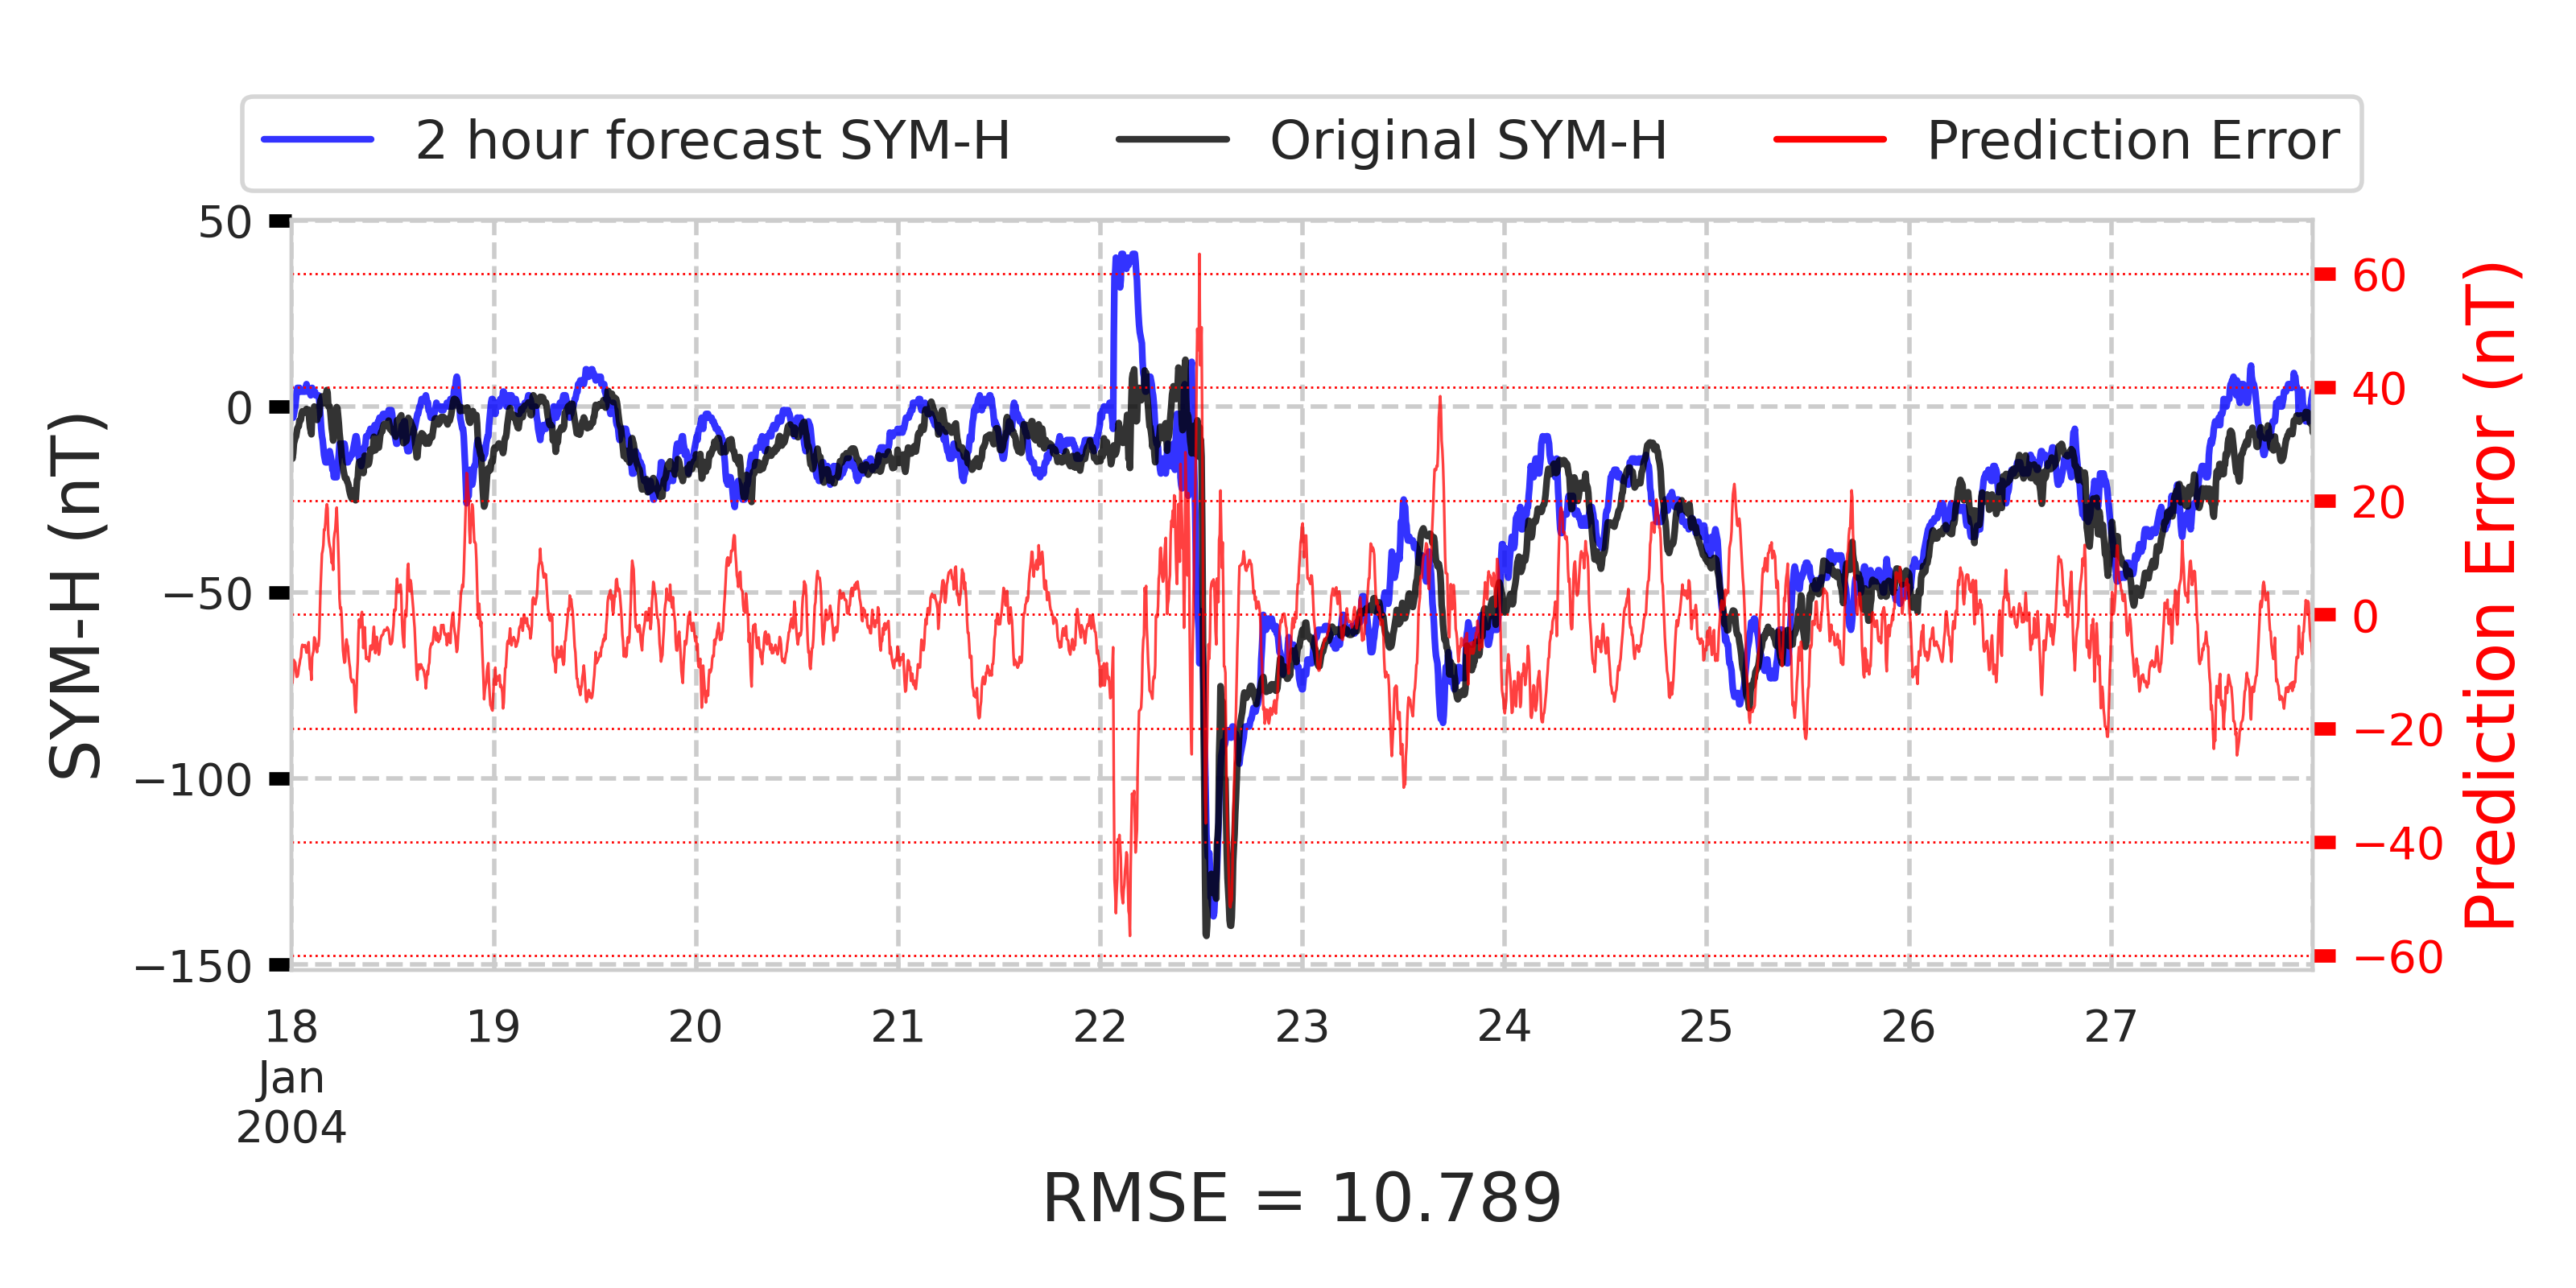 2 hour forecast SYM-H Original SYM-H Prediction Error
SYM-H (nT)
50
0
−50
−100
−150
Prediction Error (nT)
60
40
20
0
−20
−40
−60
18 19 20 21 22 23 24 25 26 27
Jan
2004
RMSE = 10.789